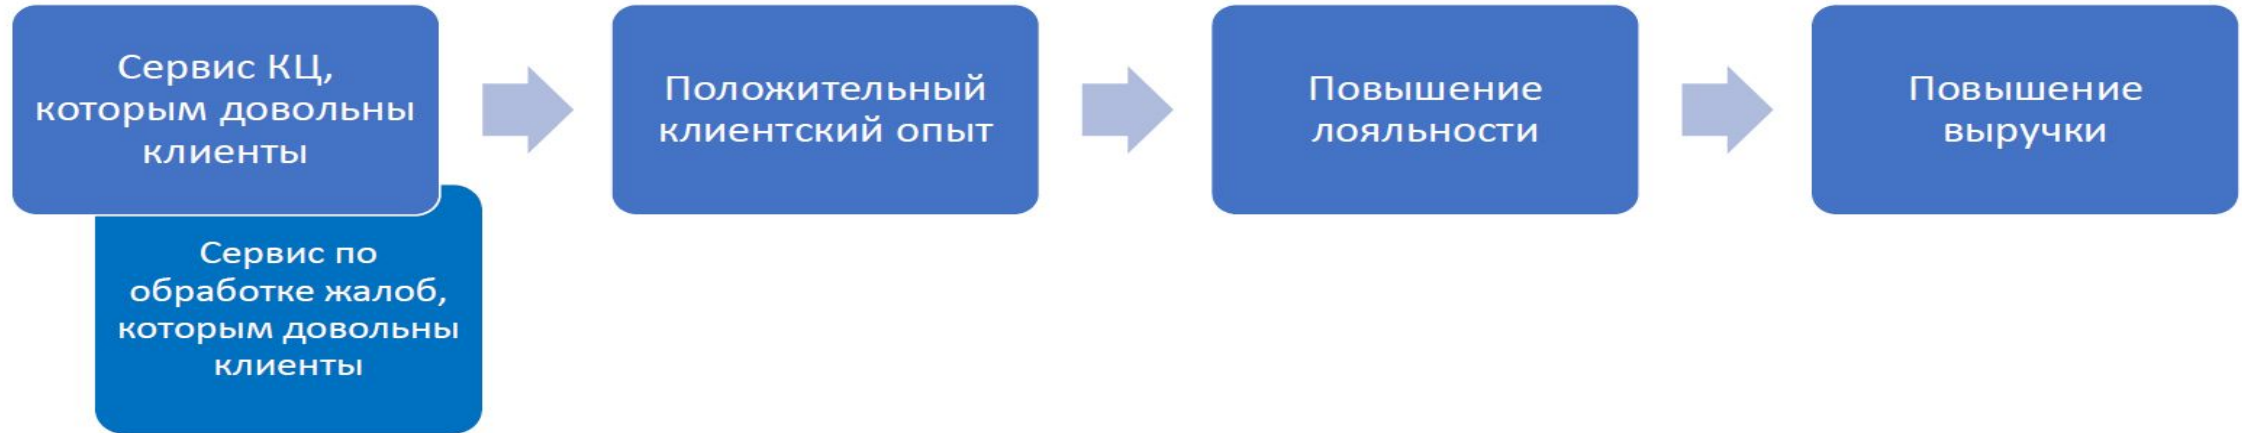 Сервис КЦ,
которым довольны
клиенты
Сервис по
обработке жалоб,
которым довольны
клиенты
Положительный
клиентский опыт
Повышение
лояльности
Повышение
выручки